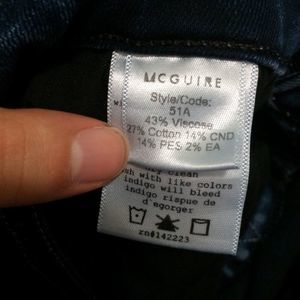 MCGUIRE
Style/Code:
51A
43% Viscose
27% Cotton 14% CND
14% PES 2% EA
clean
with like colors
indigo will bleed
indigo risque de
d'egorger
rn#142223